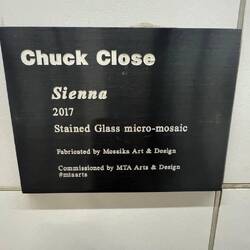 Chuck Close
Sienna
2017
Stained Glass micro-mosaic
Fabricated by Mosaika Art & Design
Commissioned by MTA Arts & Design
#mtaarts